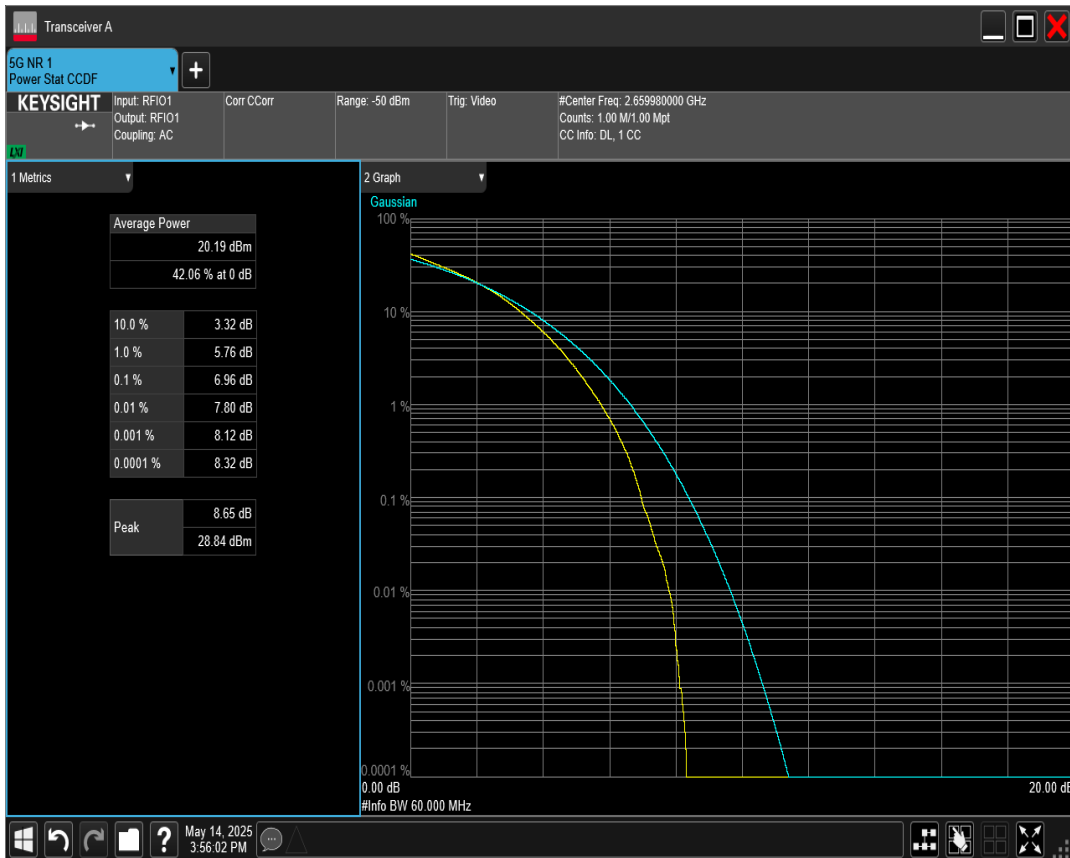 Transceiver A
5G NR 1
Power Stat CCDF
+
KEYSIGHT
LXI
Input: RFIO1
Output: RFIO1
Coupling: AC
Corr CCorr
Range: -50 dBm
Trig: Video
#Center Freq: 2.659980000 GHz
Counts: 1.00 M/1.00 Mpt
CC Info: DL, 1 CC
1 Metrics
Average Power
20.19 dBm
42.06 % at 0 dB
10.0 % 3.32 dB
1.0 % 5.76 dB
0.1 % 6.96 dB
0.01 % 7.80 dB
0.001 % 8.12 dB
0.0001 % 8.32 dB
Peak 8.65 dB
28.84 dBm
2 Graph
Gaussian
100 %
10 %
1 %
0.1 %
0.01 %
0.001 %
0.0001 %
0.00 dB 20.00 dB
#Info BW 60.000 MHz
?
May 14, 2025
3:56:02 PM